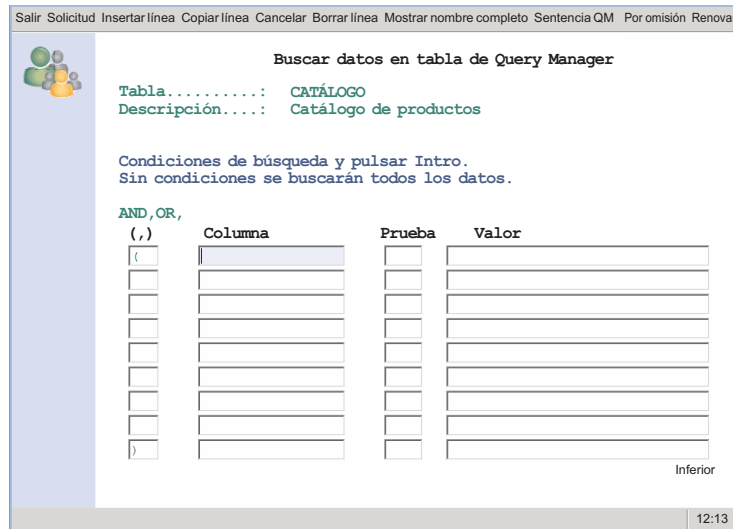 Salir Solicitud Insertar línea Copiar línea Cancelar Borrar línea Mostrar nombre completo Sentencia QM Por omisión Renova
Buscar datos en tabla de Query Manager
Tabla..........: CATÁLOGO
Descripción....: Catálogo de productos
Condiciones de búsqueda y pulsar Intro.
Sin condiciones se buscarán todos los datos.
AND,OR,
(,) Columna Prueba Valor
(
)
Inferior
12:13